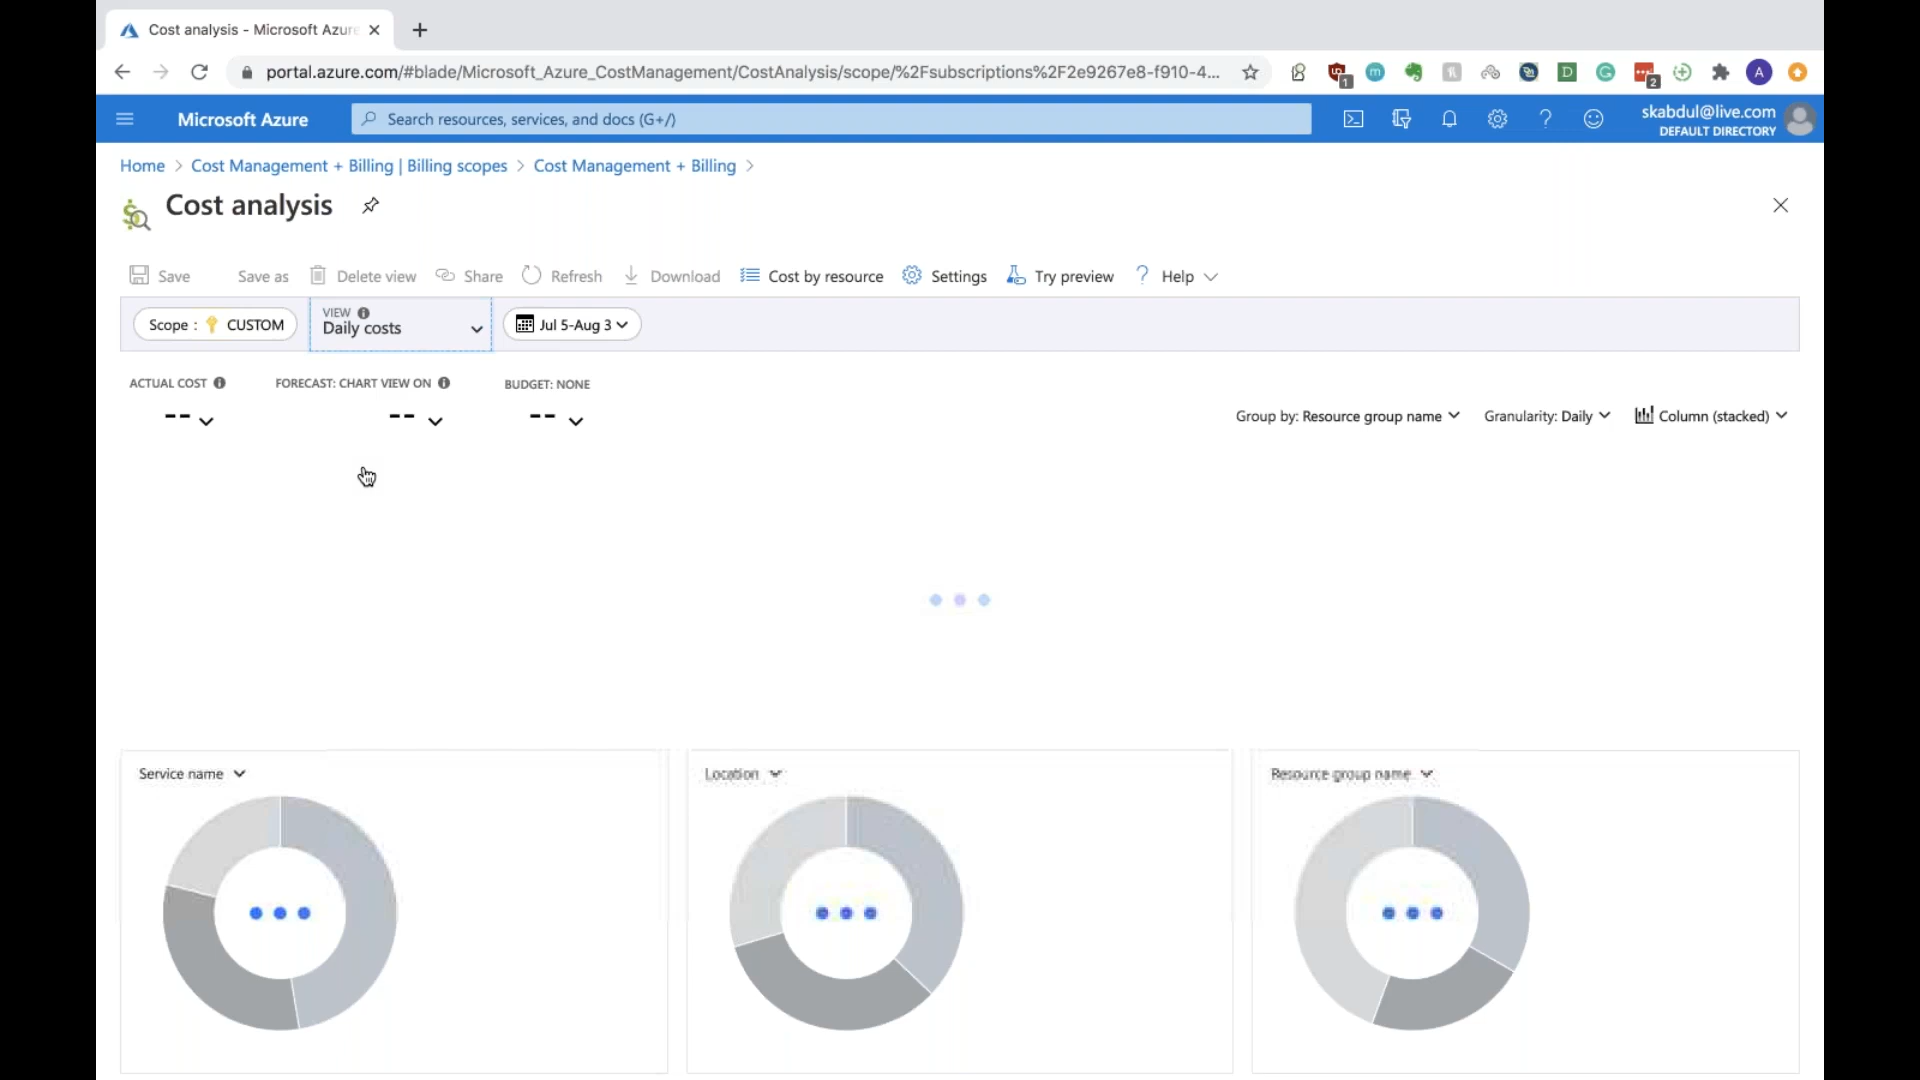 Cost analysis - Microsoft Azure
portal.azure.com/#blade/Microsoft_Azure_CostManagement/CostAnalysis/scope/%2Fsubscriptions%2F2e9267e8-f910-4...
1
m
D
2
A
Microsoft Azure
Search resources, services, and docs (G+/)
skabdul@live.com
DEFAULT DIRECTORY
Home > Cost Management + Billing | Billing scopes > Cost Management + Billing >
Cost analysis
Save Save as Delete view Share Refresh Download Cost by resource Settings Try preview ? Help
Scope : CUSTOM
VIEW
Daily costs
Jul 5-Aug 3
ACTUAL COST FORECAST: CHART VIEW ON BUDGET: NONE
-- -- --
Group by: Resource group name Granularity: Daily Column (stacked)
Service name Location Resource group name